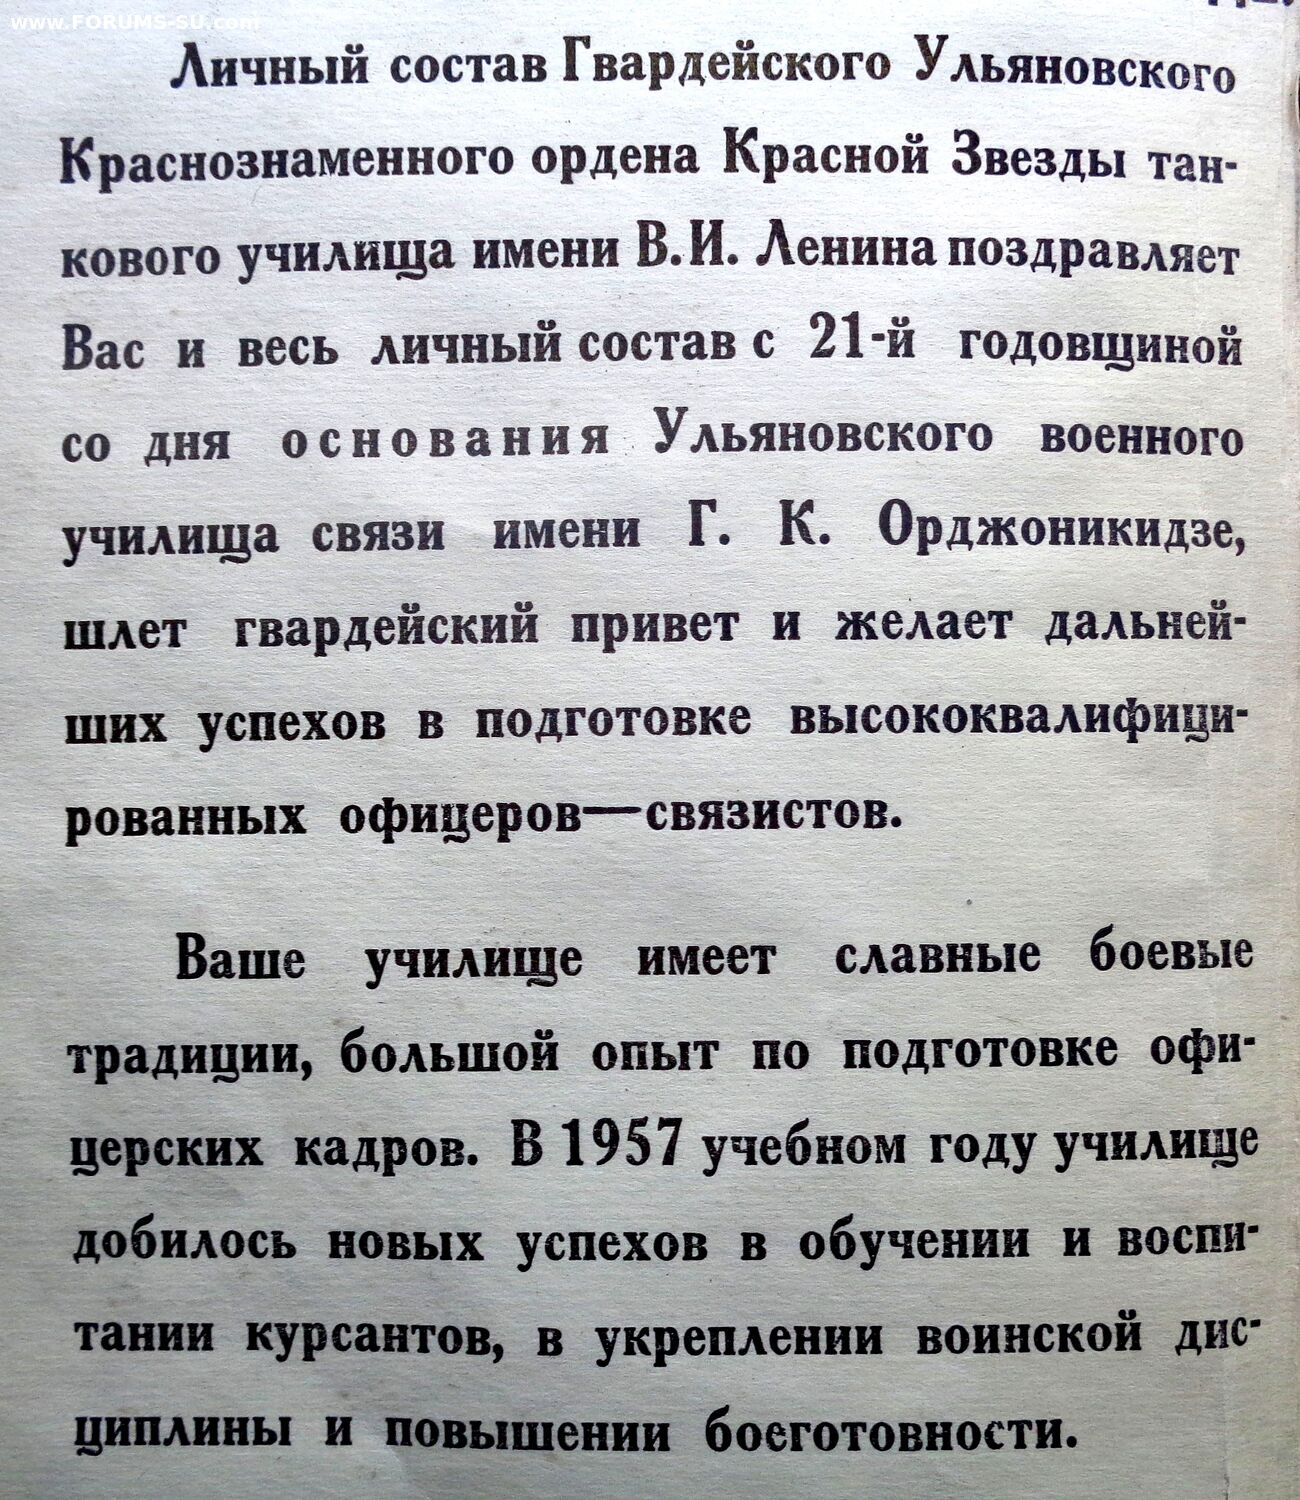 www.FORUMS-SU.com
Личный состав Гвардейского Ульяновского
Краснознаменного ордена Красной Звезды тан-
кового училища имени В.И. Ленина поздравляет
Вас и весь личный состав с 21-й годовщиной
со дня основания Ульяновского военного
училища связи имени Г. К. Орджоникидзе,
шлет гвардейский привет и желает дальней-
ших успехов в подготовке высококвалифици-
рованных офицеров—связистов.
Ваше училище имеет славные боевые
традиции, большой опыт по подготовке офи-
церских кадров. В 1957 учебном году училище
добилось новых успехов в обучении и воспи-
тании курсантов, в укреплении воинской дис-
циплины и повышении боеготовности.